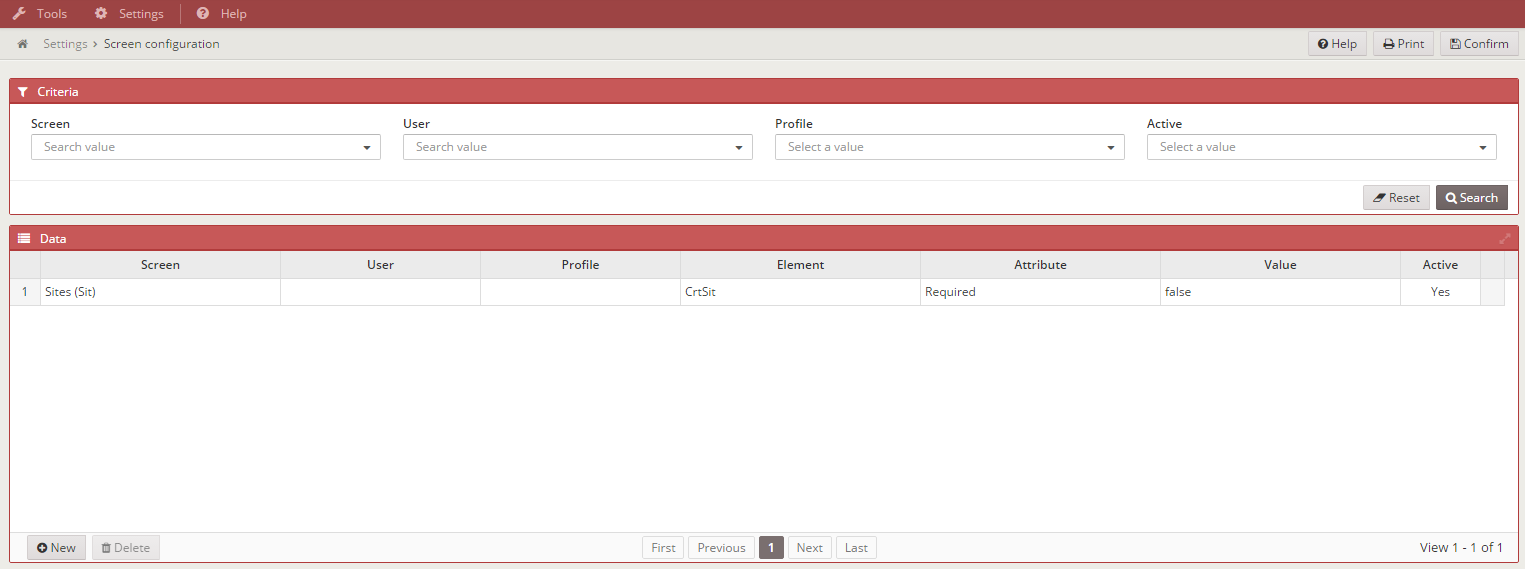 Tools Settings Help
Settings › Screen configuration Help Print Confirm
Criteria
Screen User Profile Active
Search value Search value Select a value Select a value
Reset Search
Data
Screen User Profile Element Attribute Value Active
1 Sites (Sit) CrtSit Required false Yes
New Delete First Previous 1 Next Last View 1 - 1 of 1